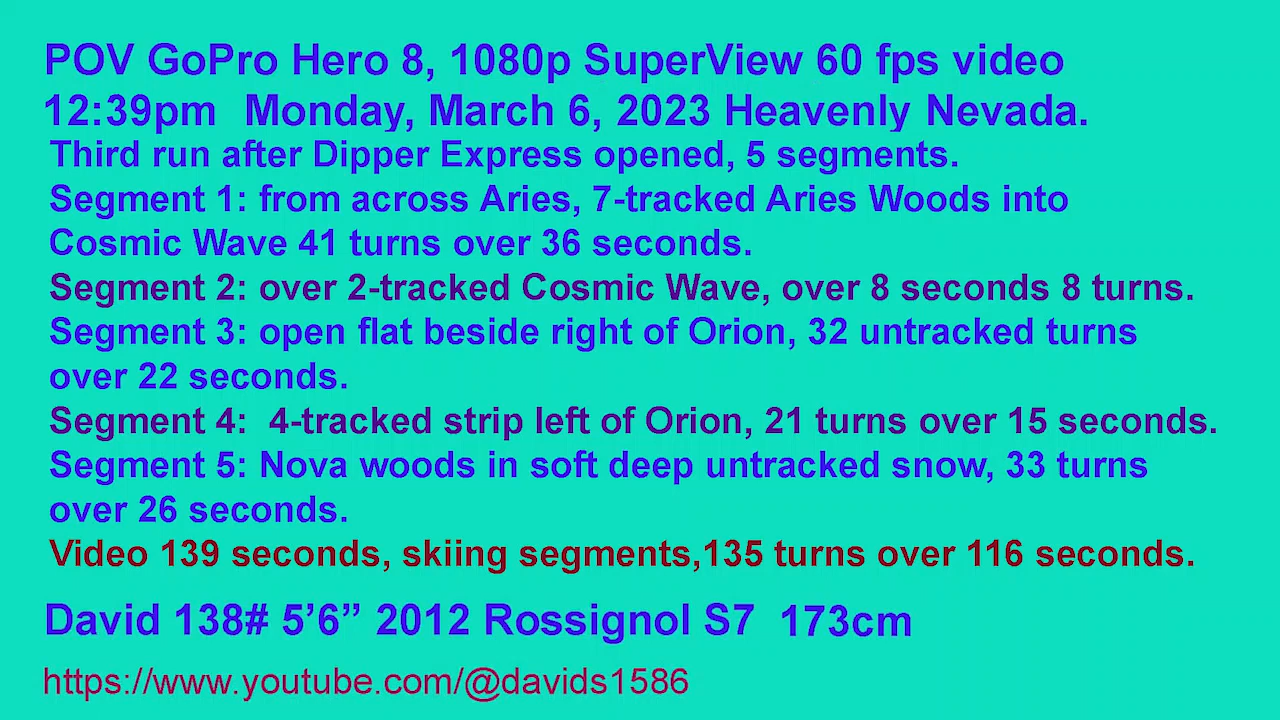 POV GoPro Hero 8, 1080p SuperView 60 fps video
12:39pm  Monday, March 6, 2023 Heavenly Nevada.
Third run after Dipper Express opened, 5 segments.
Segment 1: from across Aries, 7-tracked Aries Woods into
Cosmic Wave 41 turns over 36 seconds.
Segment 2: over 2-tracked Cosmic Wave, over 8 seconds 8 turns.
Segment 3: open flat beside right of Orion, 32 untracked turns
over 22 seconds.
Segment 4:  4-tracked strip left of Orion, 21 turns over 15 seconds.
Segment 5: Nova woods in soft deep untracked snow, 33 turns
over 26 seconds.
Video 139 seconds, skiing segments,135 turns over 116 seconds.
David 138# 5’6” 2012 Rossignol S7  173cm
https://www.youtube.com/@davids1586